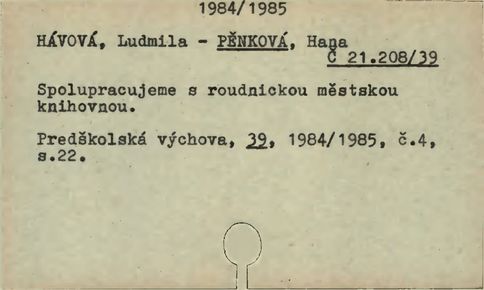 1984/1985
HÁVOVÁ, Ludmila - PĚNKOVÁ, Hana
Č 21.208/39
Spolupracujeme s roudnickou městskou
knihovnou.
Predškolská výchova, 39, 1984/1985, č.4,
s.22.